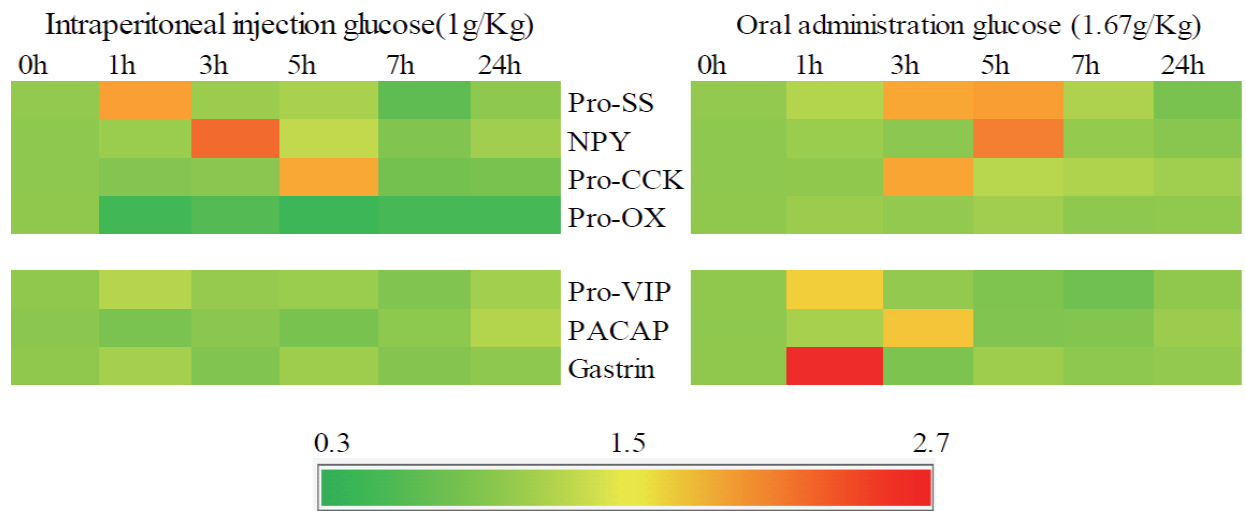 Intraperitoneal injection glucose(1g/Kg)
Oral administration glucose (1.67g/Kg)
0h 1h 3h 5h 7h 24h
0h 1h 3h 5h 7h 24h
Pro-SS
NPY
Pro-CCK
Pro-OX
Pro-VIP
PACAP
Gastrin
0.3 1.5 2.7